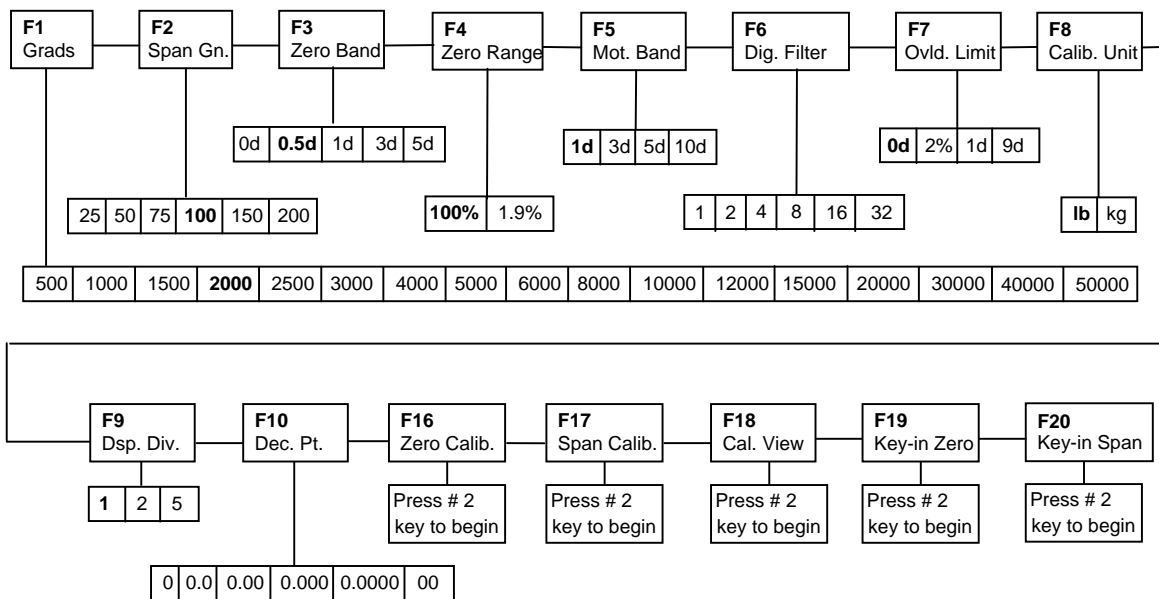 F1
Grads
F2
Span Gn.
F3
Zero Band
F4
Zero Range
F5
Mot. Band
F6
Dig. Filter
F7
Ovld. Limit
F8
Calib. Unit
0d 0.5d 1d 3d 5d
1d 3d 5d 10d
0d 2% 1d 9d
25 50 75 100 150 200
100% 1.9%
1 2 4 8 16 32
lb kg
500 1000 1500 2000 2500 3000 4000 5000 6000 8000 10000 12000 15000 20000 30000 40000 50000
F9
Dsp. Div.
F10
Dec. Pt.
F16
Zero Calib.
F17
Span Calib.
F18
Cal. View
F19
Key-in Zero
F20
Key-in Span
1 2 5
Press # 2
key to begin
Press # 2
key to begin
Press # 2
key to begin
Press # 2
key to begin
Press # 2
key to begin
0 0.0 0.00 0.000 0.0000 00